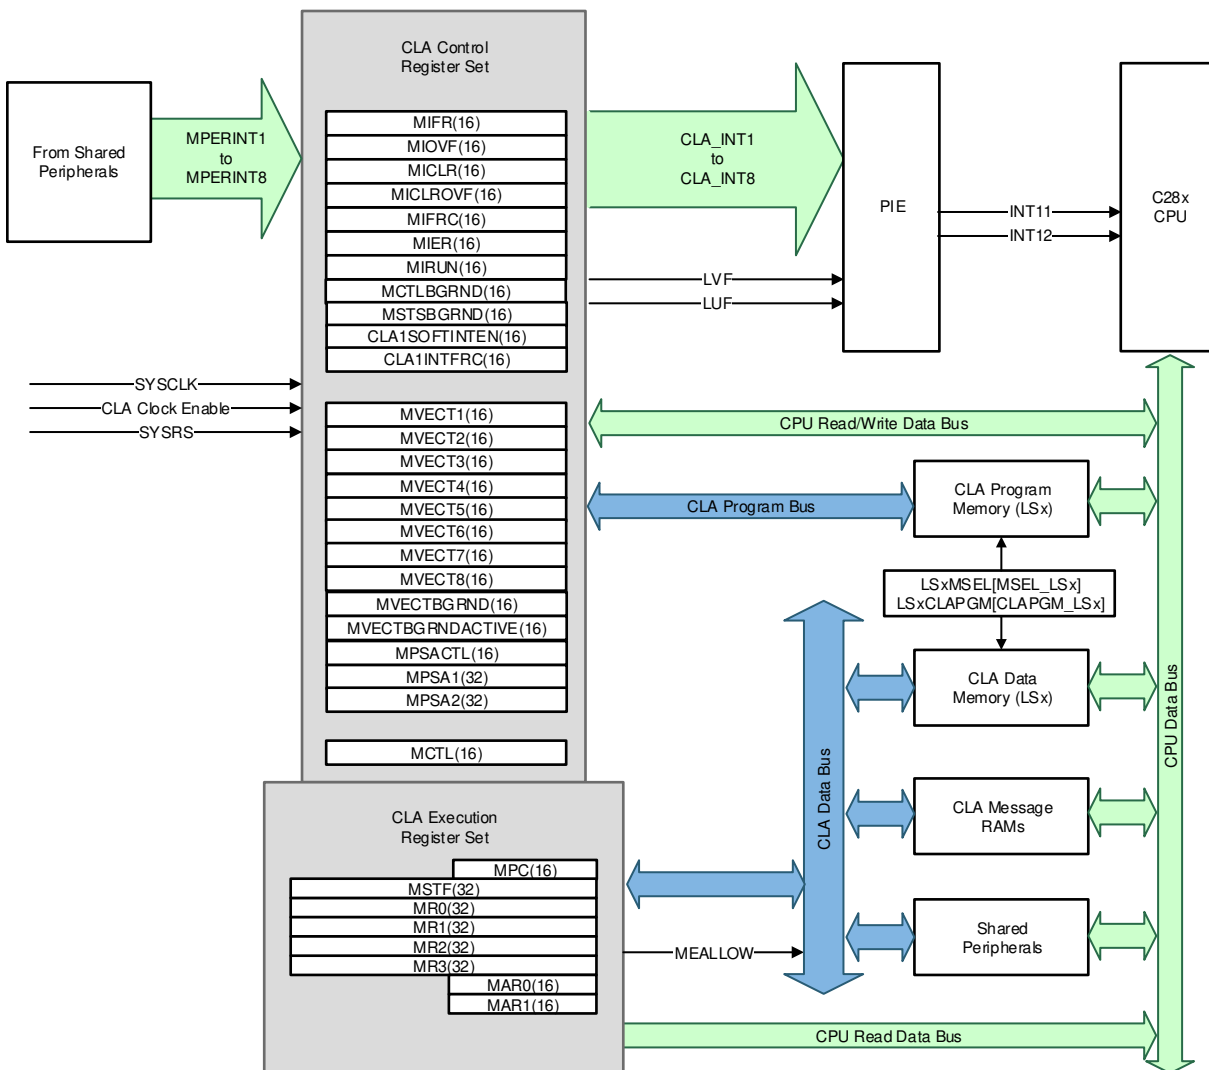 CLA Control
Register Set
From Shared
Peripherals
MPERINT1
to
MPERINT8
MIFR(16)
MIOVF(16)
MICLR(16)
MICLROVF(16)
MIFRC(16)
MIER(16)
MIRUN(16)
MCTLBGRND(16)
MSTSBGRND(16)
CLA1SOFTINTEN(16)
CLA1INTFRC(16)
CLA_INT1
to
CLA_INT8
LVF
LUF
PIE
INT11
INT12
C28x
CPU
SYSCLK
CLA Clock Enable
SYSRS
MVECT1(16)
MVECT2(16)
MVECT3(16)
MVECT4(16)
MVECT5(16)
MVECT6(16)
MVECT7(16)
MVECT8(16)
MVECTBGRND(16)
MVECTBGRNDACTIVE(16)
MPSACTL(16)
MPSA1(32)
MPSA2(32)
MCTL(16)
CPU Read/Write Data Bus
CLA Program Bus
CLA Program
Memory (LSx)
LSxMSEL[MSEL_LSx]
LSxCLAPGM[CLAPGM_LSx]
CLA Data
Memory (LSx)
CLA Data Bus
CPU Data Bus
CLA Message
RAMs
Shared
Peripherals
CLA Execution
Register Set
MPC(16)
MSTF(32)
MR0(32)
MR1(32)
MR2(32)
MR3(32)
MAR0(16)
MAR1(16)
MEALLOW
CPU Read Data Bus